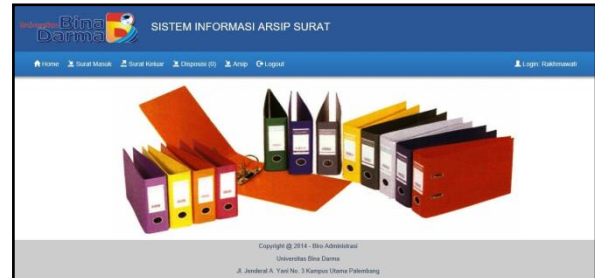 Universitas Bina Darma
SISTEM INFORMASI ARSIP SURAT
Home Surat Masuk Surat Keluar Disposisi (0) Arsip Logout Login: Rakhmawati
Copyright @ 2014 - Biro Administrasi
Universitas Bina Darma
Jl. Jenderal A. Yani No. 3 Kampus Utama Palembang